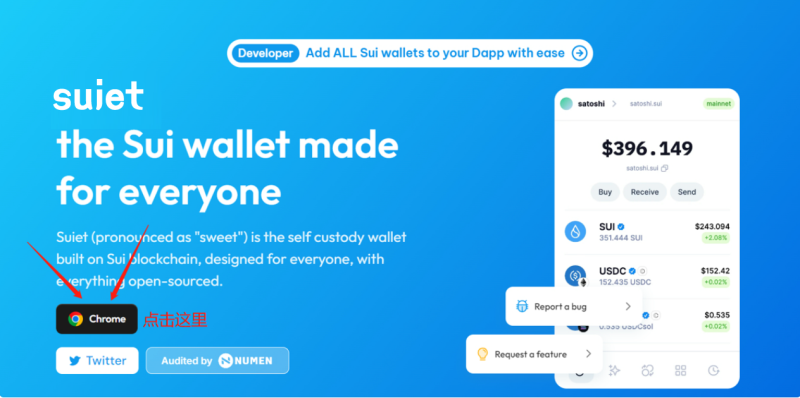 Developer Add ALL Sui wallets to your Dapp with ease
suiet
the Sui wallet made
for everyone
Suiet (pronounced as "sweet") is the self custody wallet
built on Sui blockchain, designed for everyone, with
everything open-sourced.
Chrome 点击这里
Twitter
Audited by NUMEN
satoshi satoshi.sui mainnet
$396.149
satoshi.sui
Buy Receive Send
SUI $243.094
351.444 SUI +2.08%
USDC $152.42
152.435 USDC +0.02%
$0.535
0.535 USDCsol +0.02%
Report a bug
Request a feature